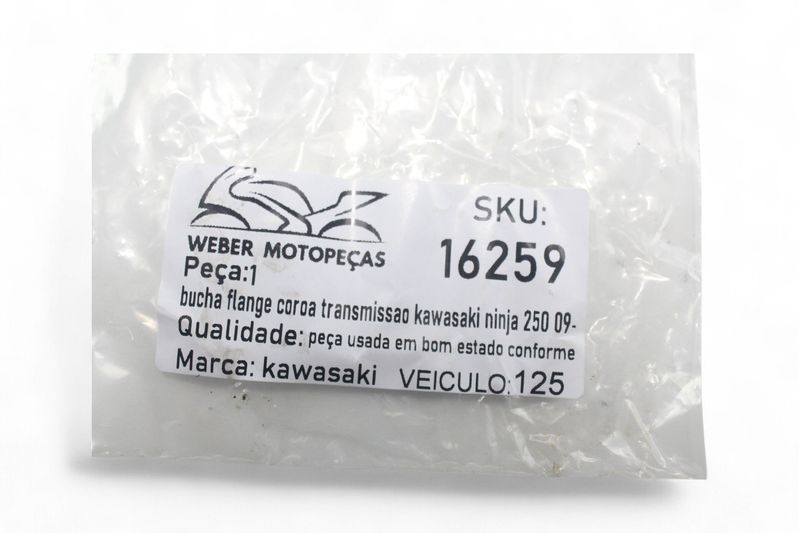 WEBER MOTOPEÇAS
SKU:
16259
Peça:1
bucha flange coroa transmissao kawasaki ninja 250 09-
Qualidade: peça usada em bom estado conforme
Marca: kawasaki VEICULO:125